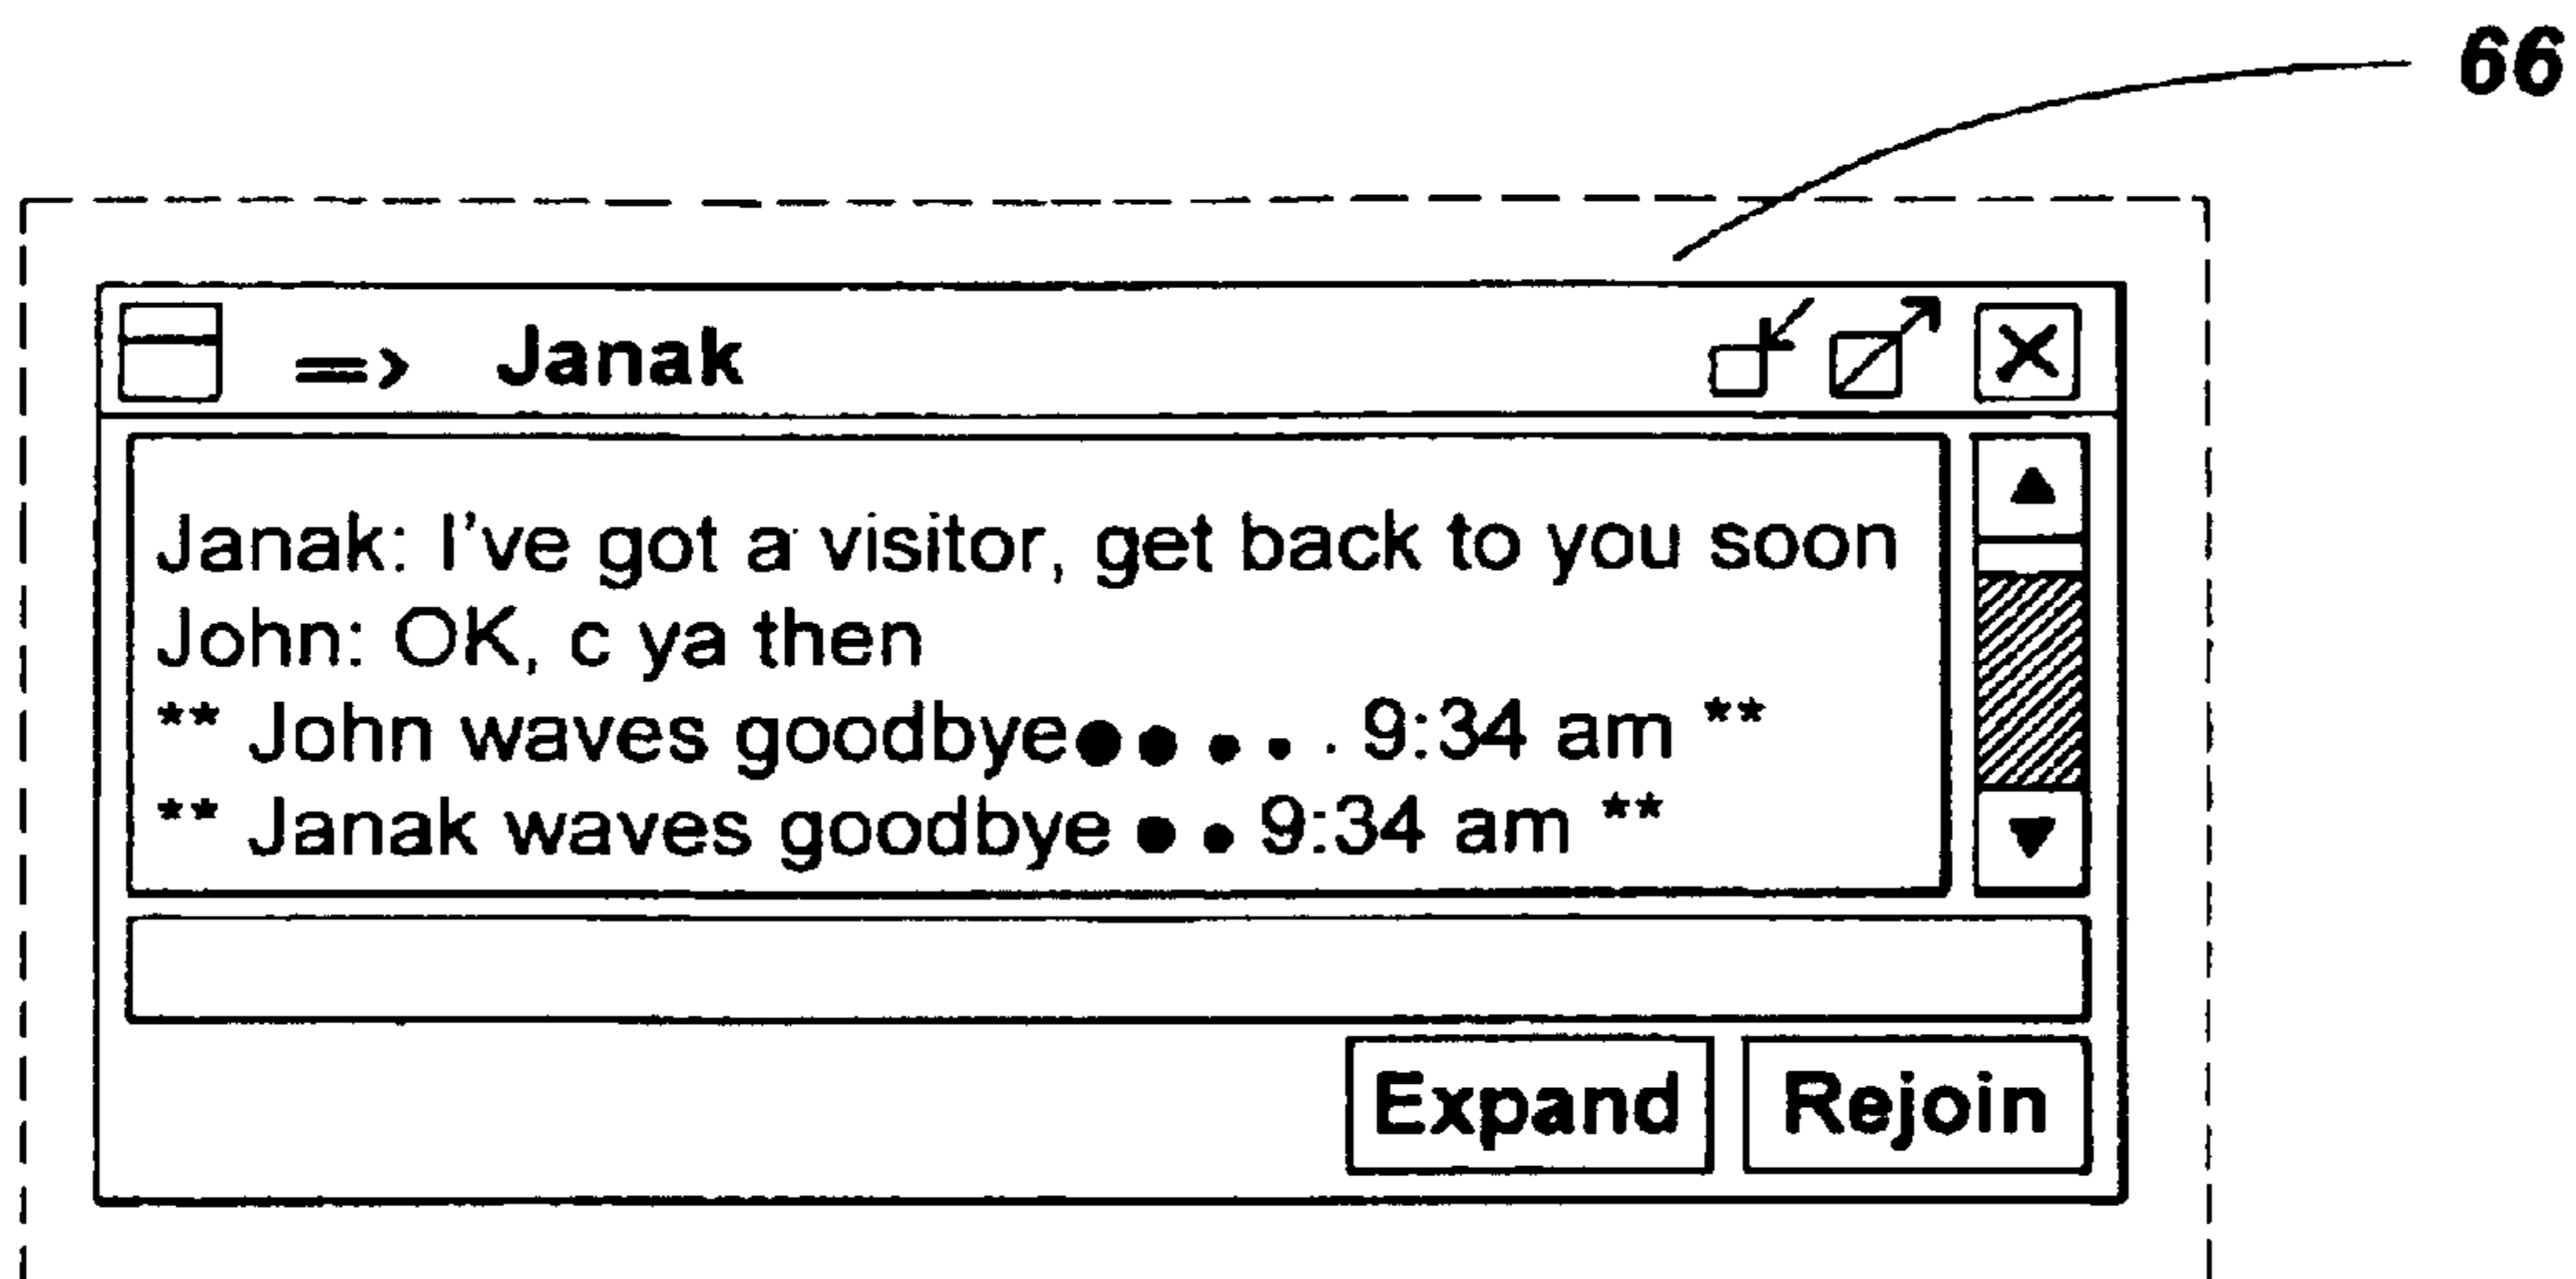 66
=> Janak
Janak: I've got a visitor, get back to you soon
John: OK, c ya then
** John waves goodbye●●●●· 9:34 am **
** Janak waves goodbye ●● 9:34 am **
Expand Rejoin